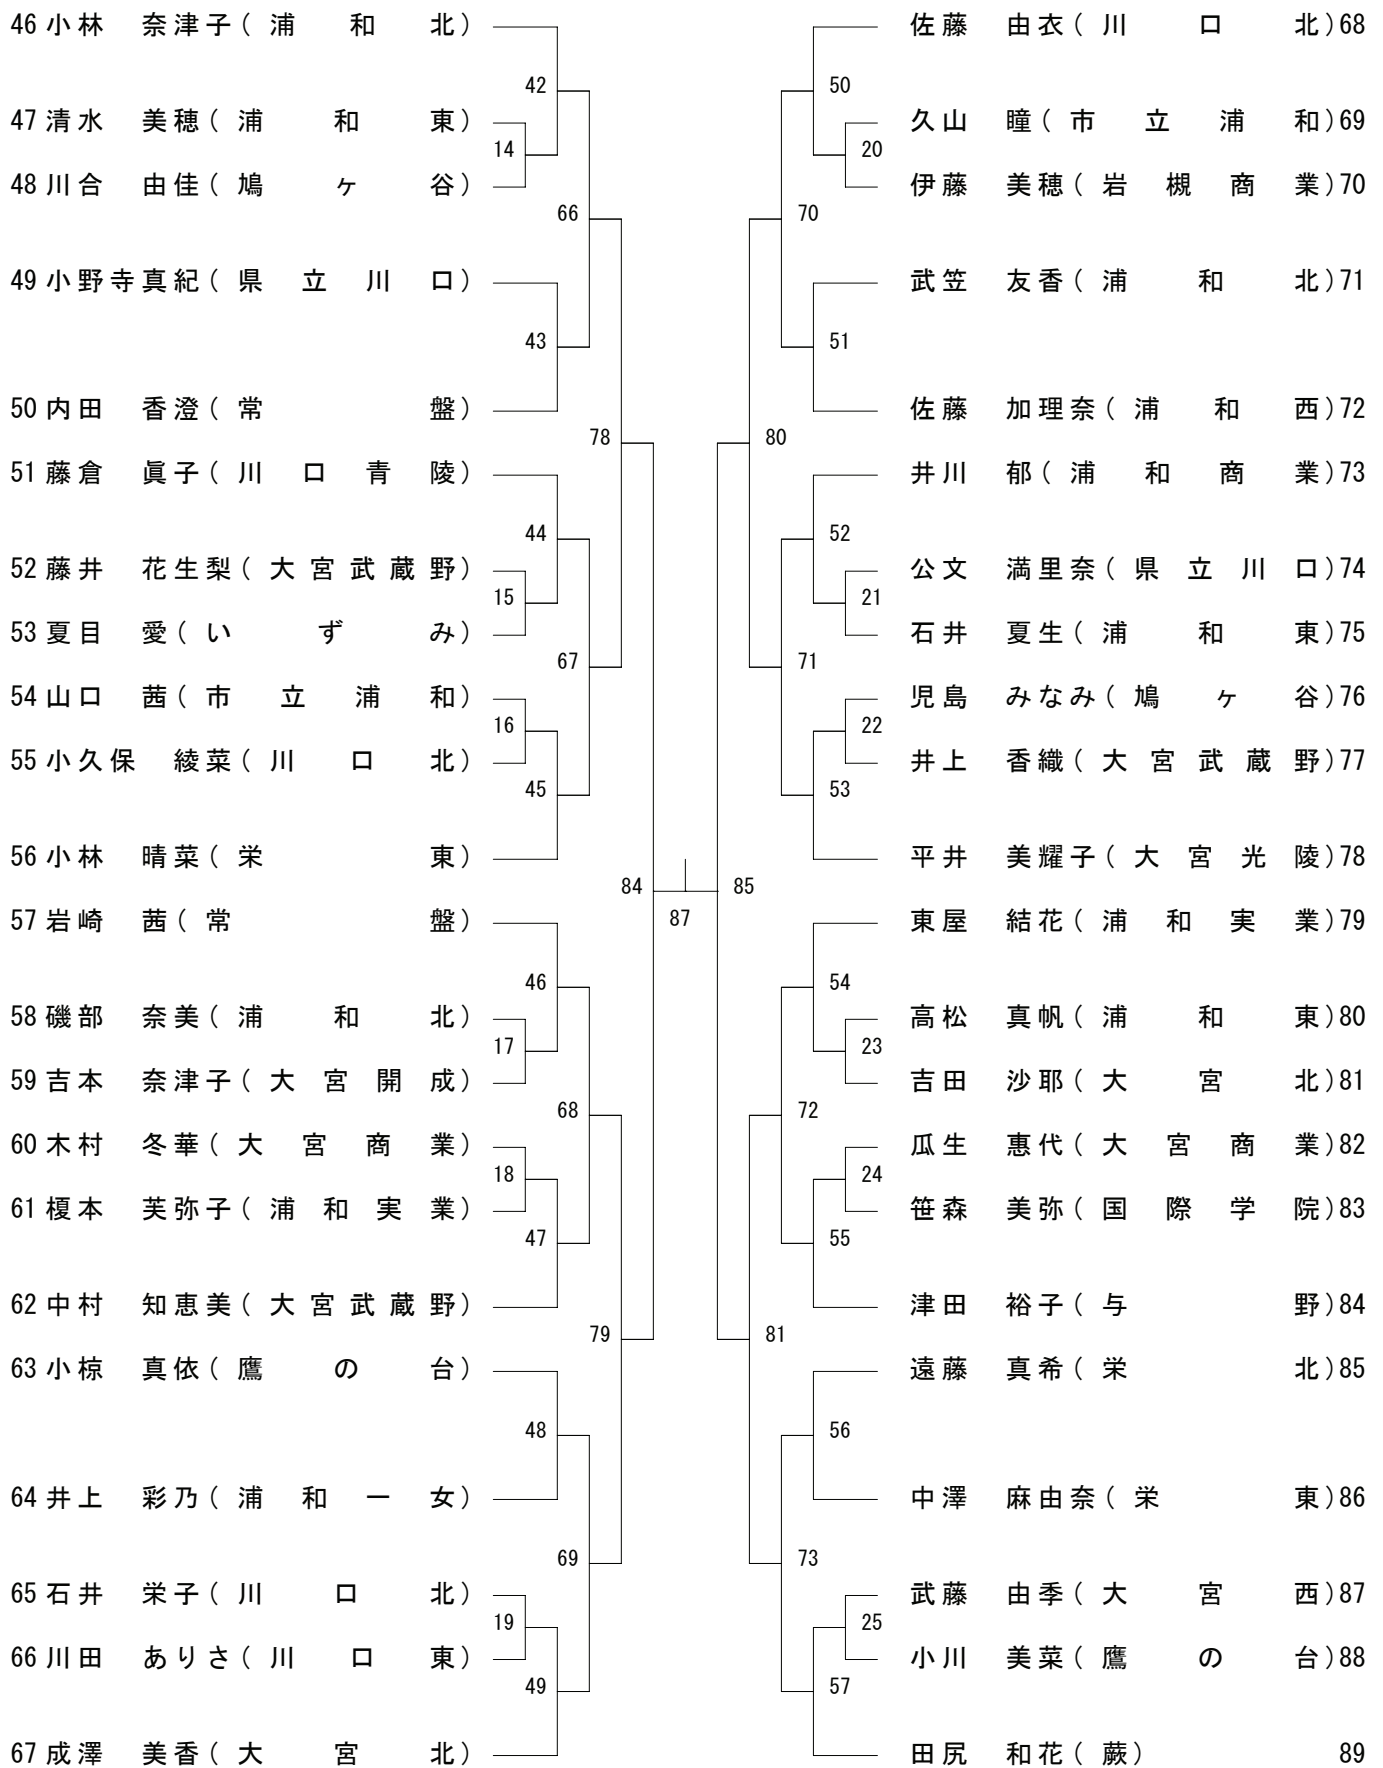 46 小林 奈津子(浦和北)
42
47 清水 美穂(浦和東)
14
48 川合 由佳(鳩ヶ谷)
66
49 小野寺真紀(県立川口)
43
50 内田 香澄(常盤)
78
51 藤倉 眞子(川口青陵)
44
52 藤井 花生梨(大宮武蔵野)
15
53 夏目 愛(いずみ)
67
54 山口 茜(市立浦和)
16
55 小久保 綾菜(川口北)
45
56 小林 晴菜(栄東)
84
57 岩崎 茜(常盤)
46
58 磯部 奈美(浦和北)
17
59 吉本 奈津子(大宮開成)
68
60 木村 冬華(大宮商業)
18
61 榎本 芙弥子(浦和実業)
47
62 中村 知恵美(大宮武蔵野)
79
63 小椋 真依(鷹の台)
48
64 井上 彩乃(浦和一女)
69
65 石井 栄子(川口北)
19
66 川田 ありさ(川口東)
49
67 成澤 美香(大宮北)
87
佐藤 由衣(川口北)68
50
久山 瞳(市立浦和)69
20
伊藤 美穂(岩槻商業)70
70
武笠 友香(浦和北)71
51
佐藤 加理奈(浦和西)72
80
井川 郁(浦和商業)73
52
公文 満里奈(県立川口)74
21
石井 夏生(浦和東)75
71
児島 みなみ(鳩ヶ谷)76
22
井上 香織(大宮武蔵野)77
53
平井 美耀子(大宮光陵)78
85
東屋 結花(浦和実業)79
54
高松 真帆(浦和東)80
23
吉田 沙耶(大宮北)81
72
瓜生 惠代(大宮商業)82
24
笹森 美弥(国際学院)83
55
津田 裕子(与野)84
81
遠藤 真希(栄北)85
56
中澤 麻由奈(栄東)86
73
武藤 由季(大宮西)87
25
小川 美菜(鷹の台)88
57
田尻 和花(蕨) 89